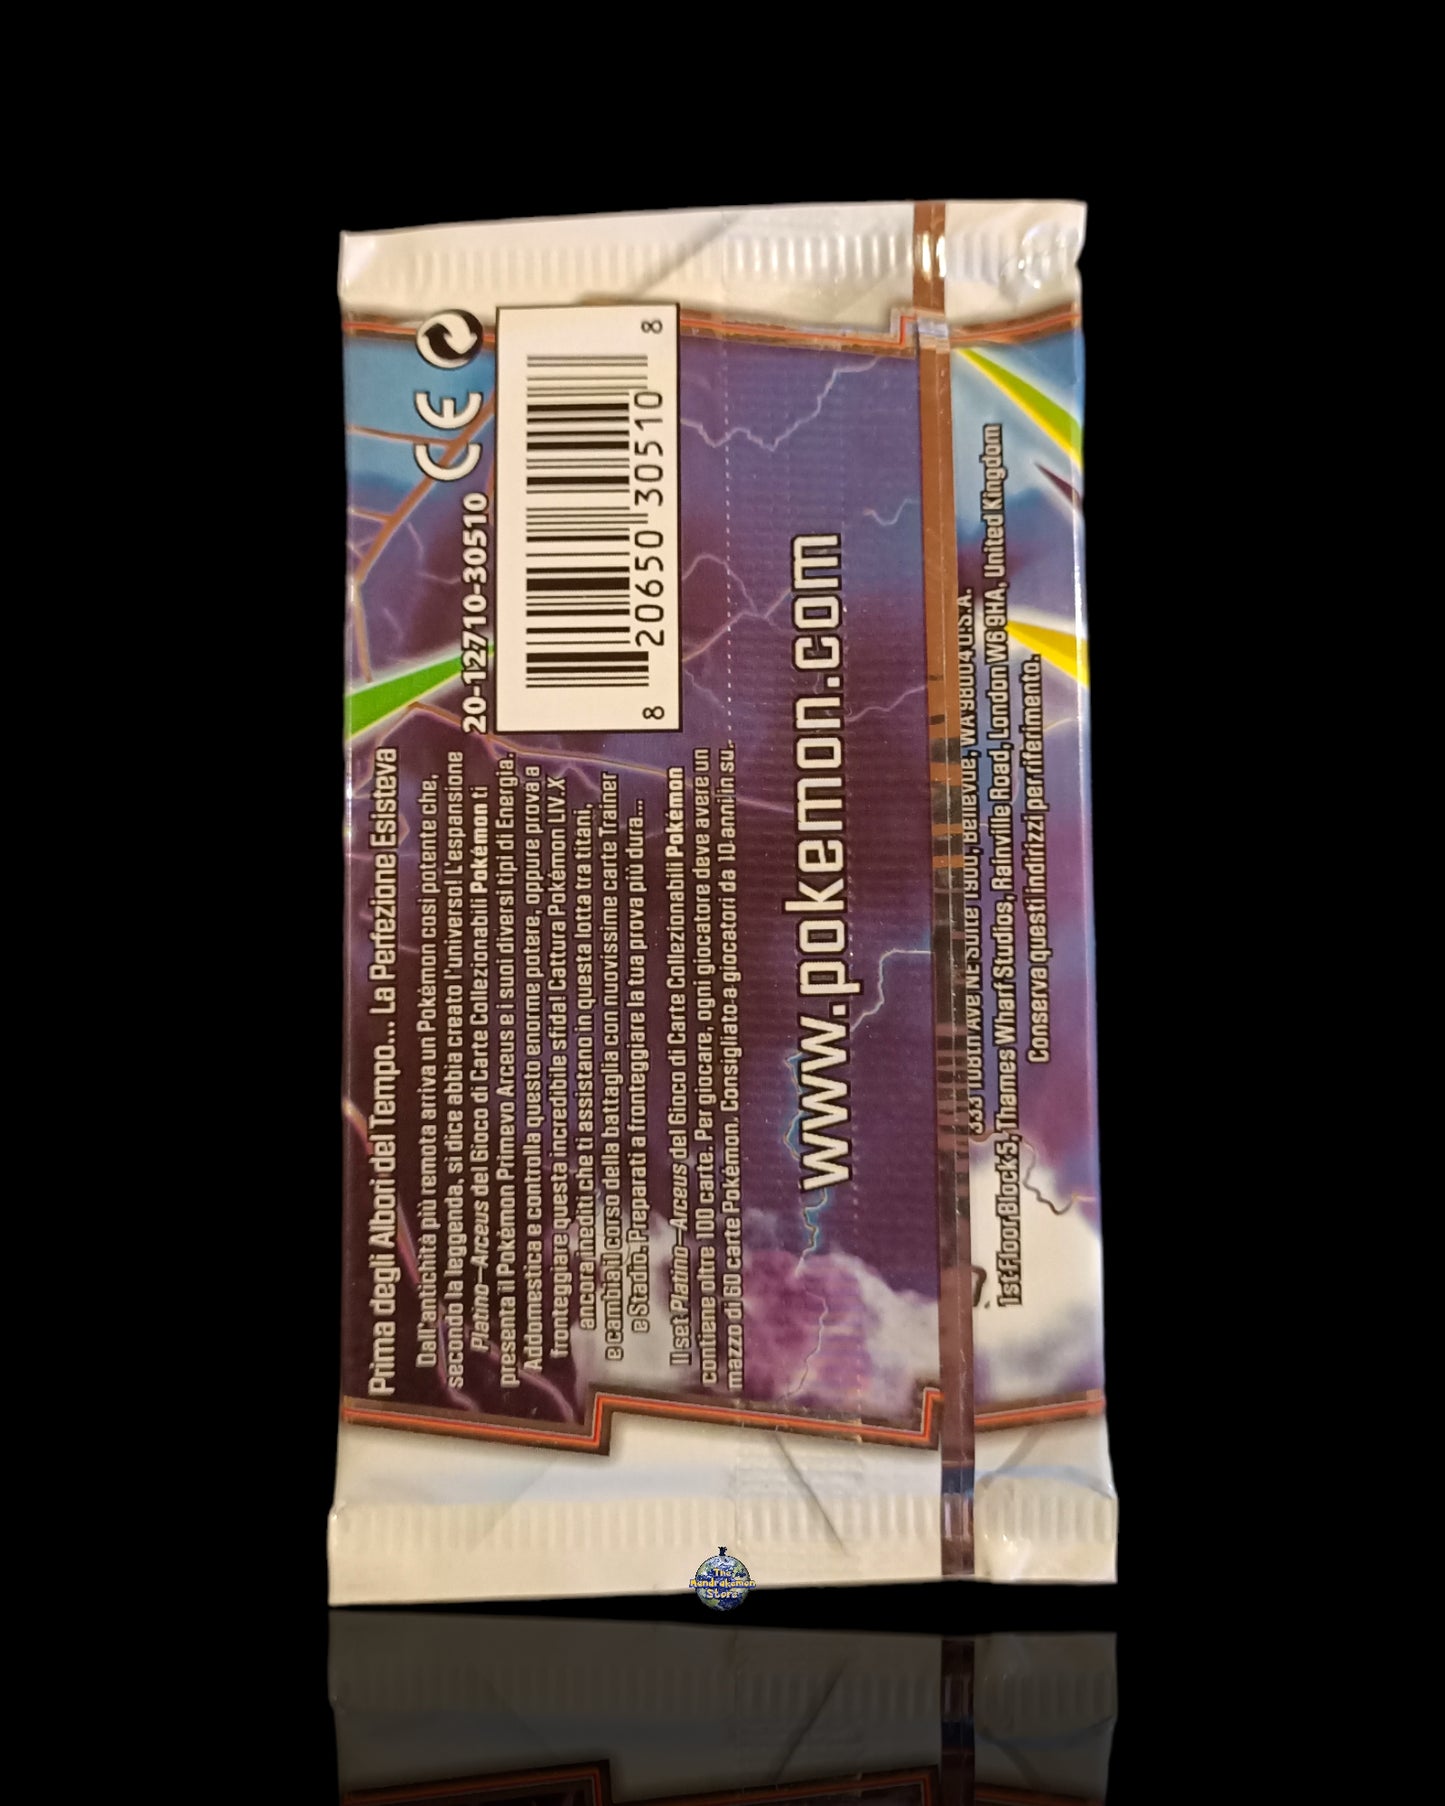 Prima degli Albori del Tempo... La Perfezione Esisteva
Dall'antichità più remota arriva un Pokémon così potente che,
secondo la leggenda, si dice abbia creato l'universo! L'espansione
Platino—Arceus del Gioco di Carte Collezionabili Pokémon ti
presenta il Pokémon Primevo Arceus e i suoi diversi tipi di Energia.
Addomestica e controlla questo enorme potere, oppure prova a
fronteggiare questa incredibile sfida! Cattura Pokémon LIV.X
ancora inediti che ti assistano in questa lotta tra titani,
e cambia il corso della battaglia con nuovissime carte Trainer
e Stadio. Preparati a fronteggiare la tua prova più dura...
Il set Platino—Arceus del Gioco di Carte Collezionabili Pokémon
contiene oltre 100 carte. Per giocare, ogni giocatore deve avere un
mazzo di 60 carte Pokémon. Consigliato a giocatori da 10 anni in su.
20-12710-30510
CE
8 20650 30510 8
www.pokemon.com
333 108th Ave NE Suite 1900, Bellevue, WA 98004 U.S.A.
1st Floor Block 5, Thames Wharf Studios, Rainville Road, London W6 9HA, United Kingdom
Conserva questi indirizzi per riferimento.
The
Mandrakemon
Store